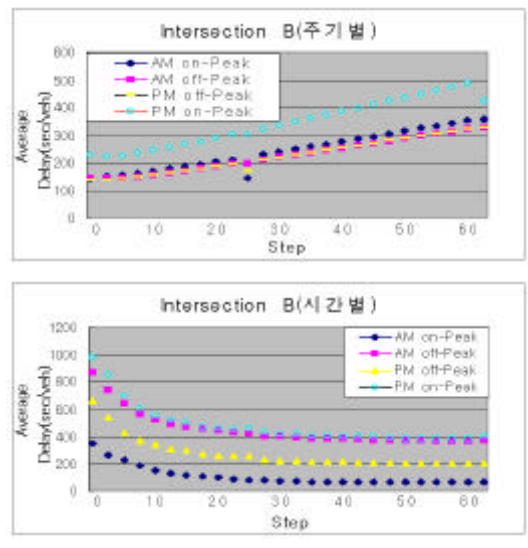 Intersection B(주기별)
600
500
400
300
200
100
0
Average
Delay(sec/veh)
AM on-Peak
AM off-Peak
PM off-Peak
PM on-Peak
0 10 20 30 40 50 60
Step
Intersection B(시간별)
1200
1000
800
600
400
200
0
Average
Delay(sec/veh)
AM on-Peak
AM off-Peak
PM off-Peak
PM on-Peak
0 10 20 30 40 50 60
Step